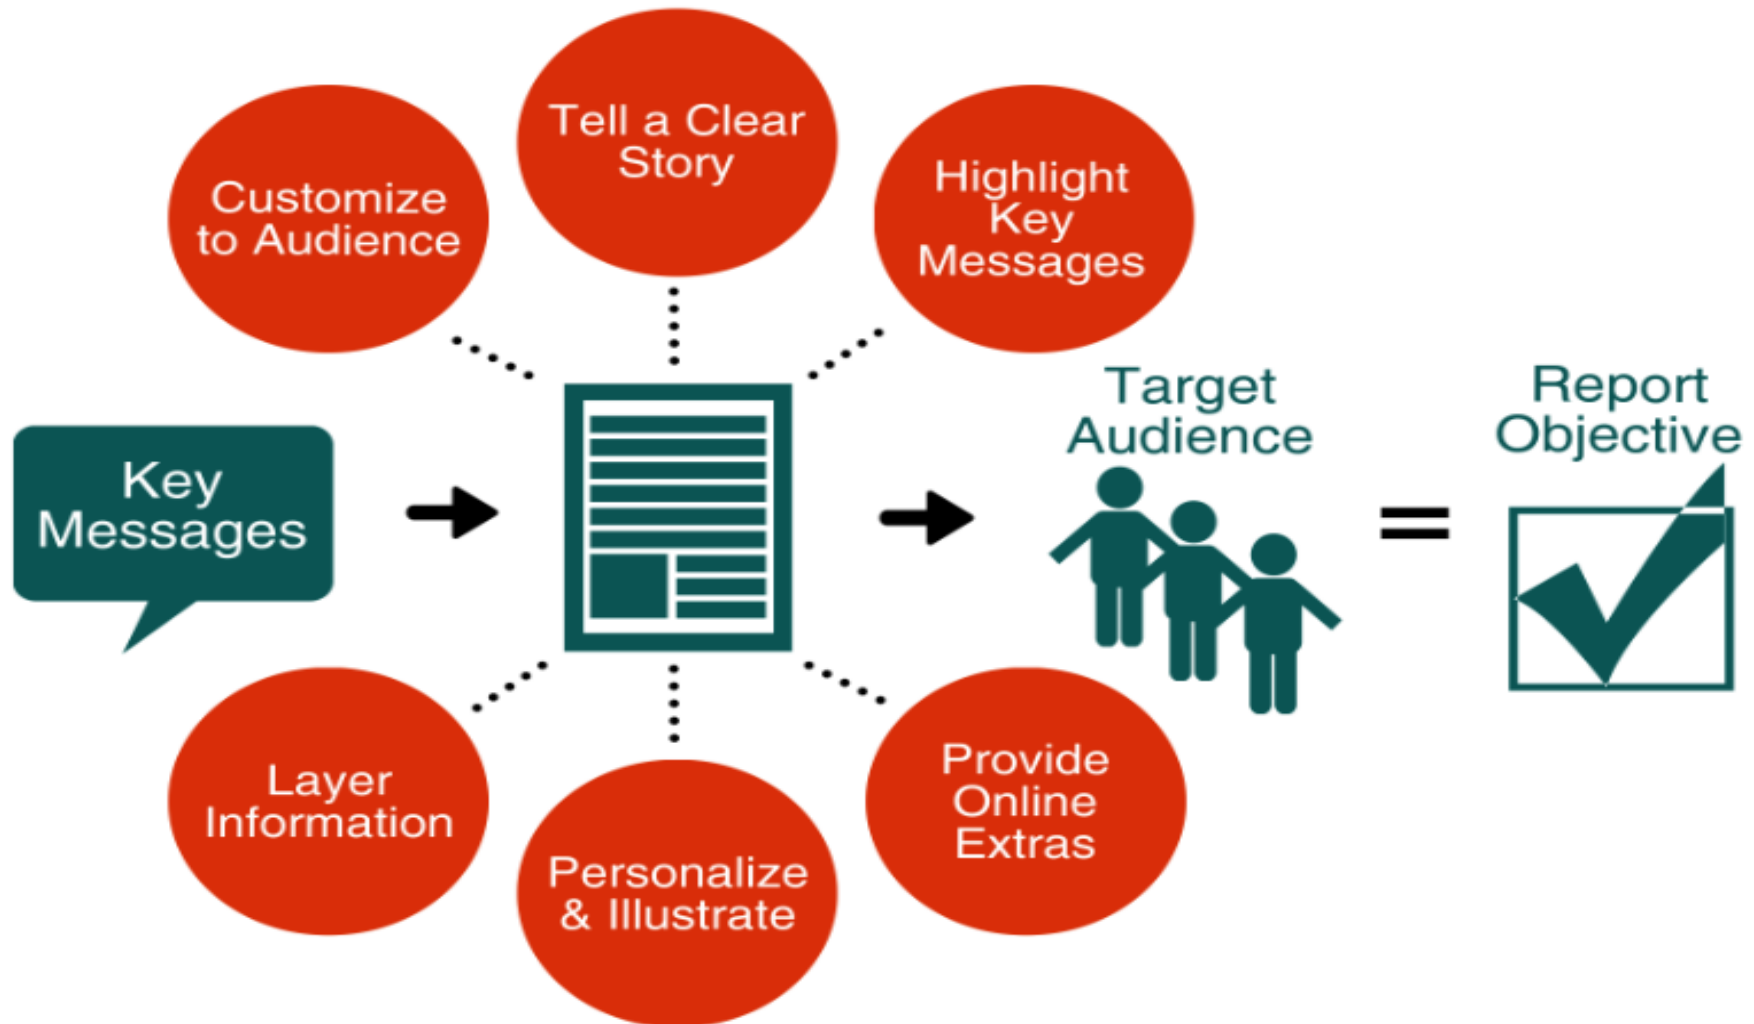 Tell a Clear
Story
Customize
to Audience
Highlight
Key
Messages
Key
Messages
Target
Audience
=
Report
Objective
Layer
Information
Personalize
& Illustrate
Provide
Online
Extras